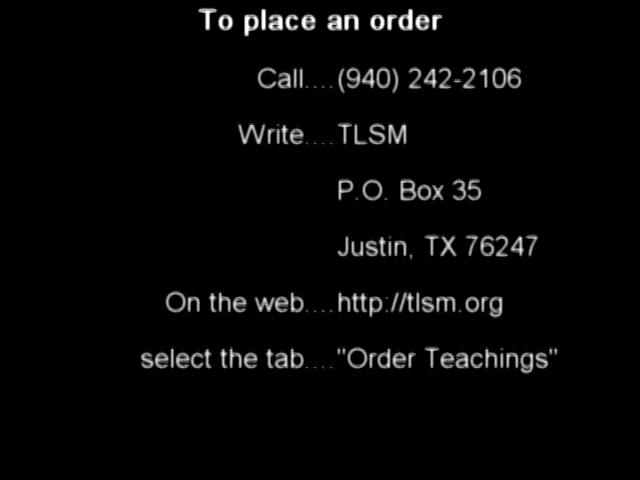 To place an order
Call....(940) 242-2106
Write....TLSM
P.O. Box 35
Justin, TX 76247
On the web....http://tlsm.org
select the tab...."Order Teachings"